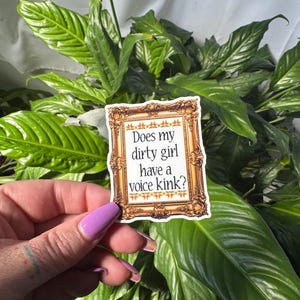 Does my
dirty girl
have a
voice kink?